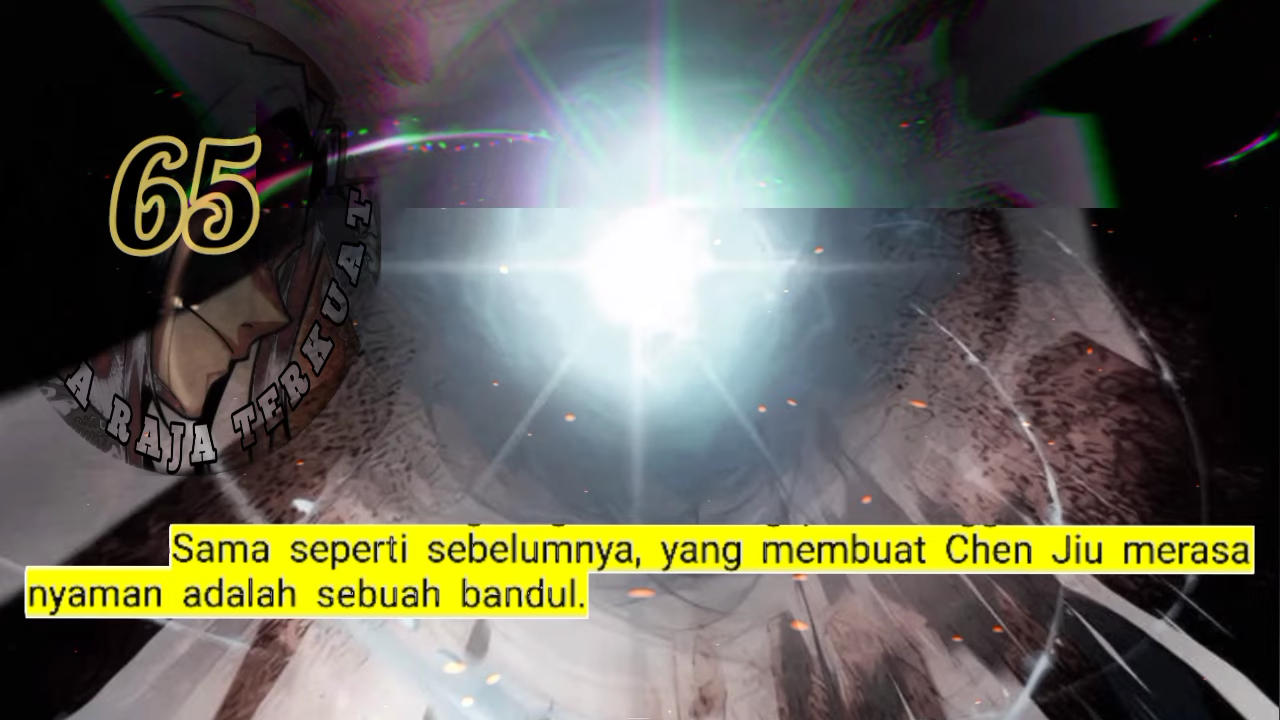 65
A RAJA TERKUAT
Sama seperti sebelumnya, yang membuat Chen Jiu merasa
nyaman adalah sebuah bandul.